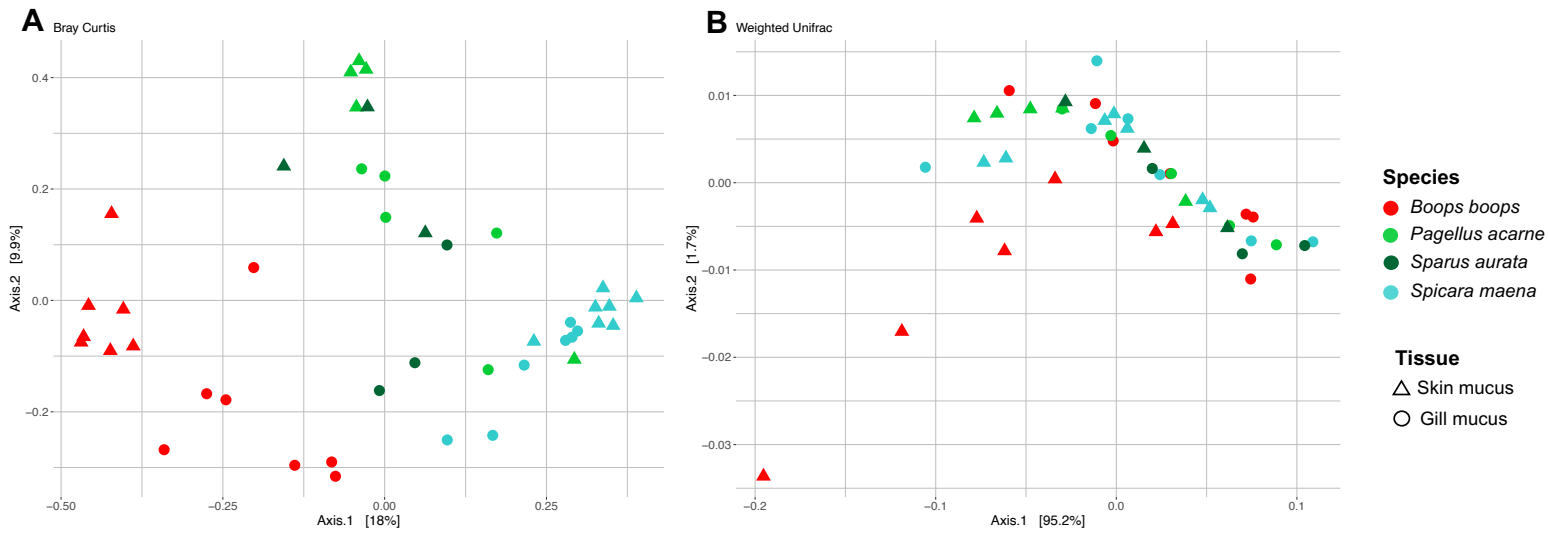 A Bray Curtis
B Weighted Unifrac
0.4
0.2
0.0
−0.2
Axis.2 [9.9%]
−0.50
−0.25
0.00
0.25
Axis.1 [18%]
0.01
0.00
−0.01
−0.02
−0.03
Axis.2 [1.7%]
−0.2
−0.1
0.0
0.1
Axis.1 [95.2%]
Species
Boops boops
Pagellus acarne
Sparus aurata
Spicara maena
Tissue
Skin mucus
Gill mucus